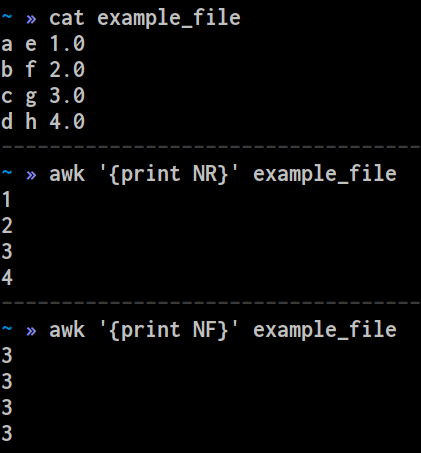 ~ » cat example_file
a e 1.0
b f 2.0
c g 3.0
d h 4.0
~ » awk '{print NR}' example_file
1
2
3
4
~ » awk '{print NF}' example_file
3
3
3
3